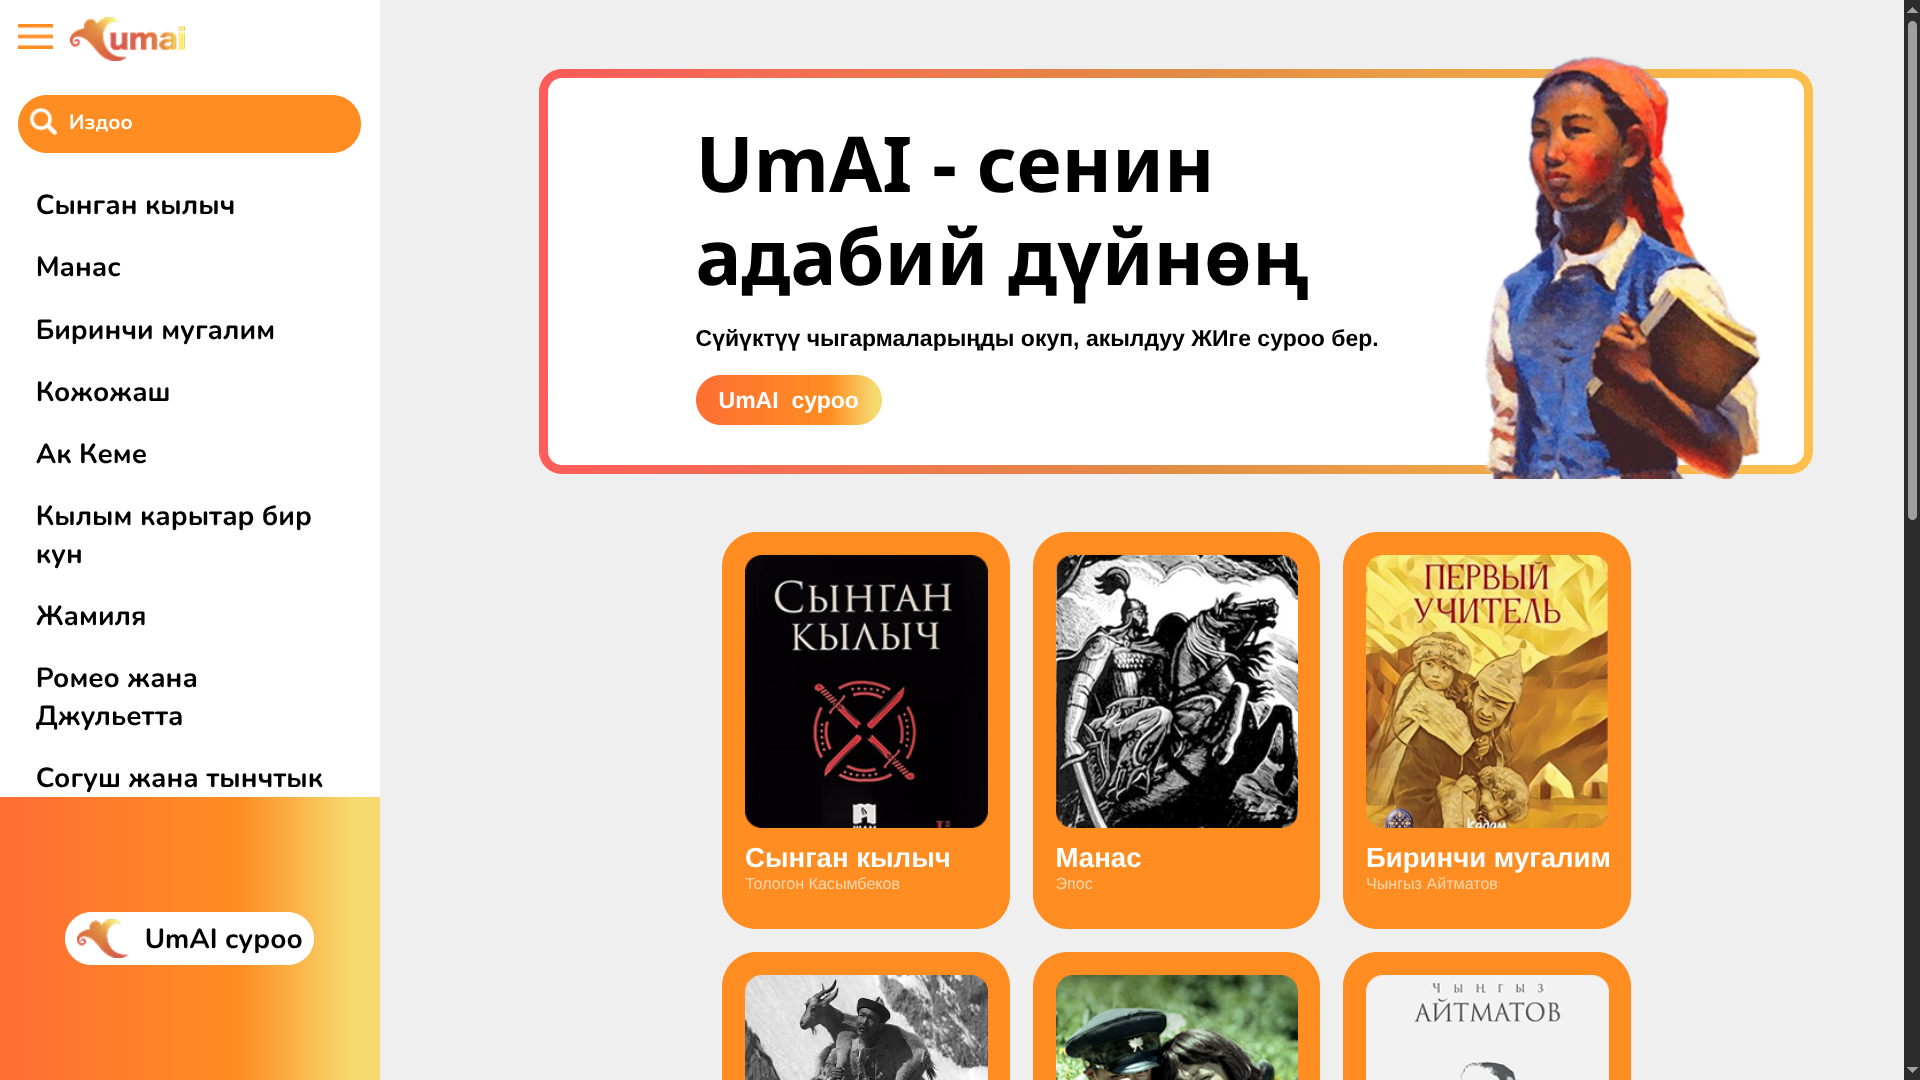 umai
Издоо
Сынган кылыч
Манас
Биринчи мугалим
Кожожаш
Ак Кеме
Кылым карытар бир
кун
Жамиля
Ромео жана
Джульетта
Согуш жана тынчтык
UmAI суроо
UmAI - сенин
адабий дүйнөң
Сүйүктүү чыгармаларыңды окуп, акылдуу ЖИге суроо бер.
UmAI суроо
СЫНГАН
КЫЛЫЧ
Сынган кылыч
Тологон Касымбеков
Манас
Эпос
ПЕРВЫЙ
УЧИТЕЛЬ
Кадам
Биринчи мугалим
Чынгыз Айтматов
ЧЫҢГЫЗ
АЙТМАТОВ